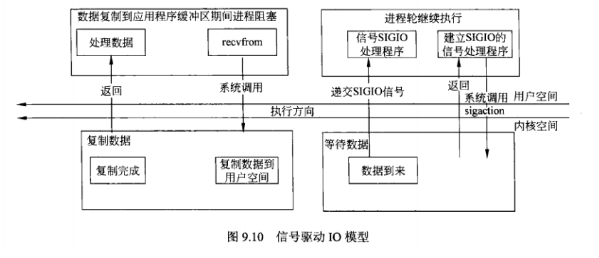 数据复制到应用程序缓冲区期间进程阻塞
进程轮继续执行
处理数据
recvfrom
信号SIGIO
处理程序
建立SIGIO的
信号处理程序
返回
系统调用
递交SIGIO信号
返回
系统调用
用户空间
执行方向
sigaction
内核空间
复制数据
等待数据
复制完成
复制数据到
用户空间
数据到来
图 9.10 信号驱动 IO 模型